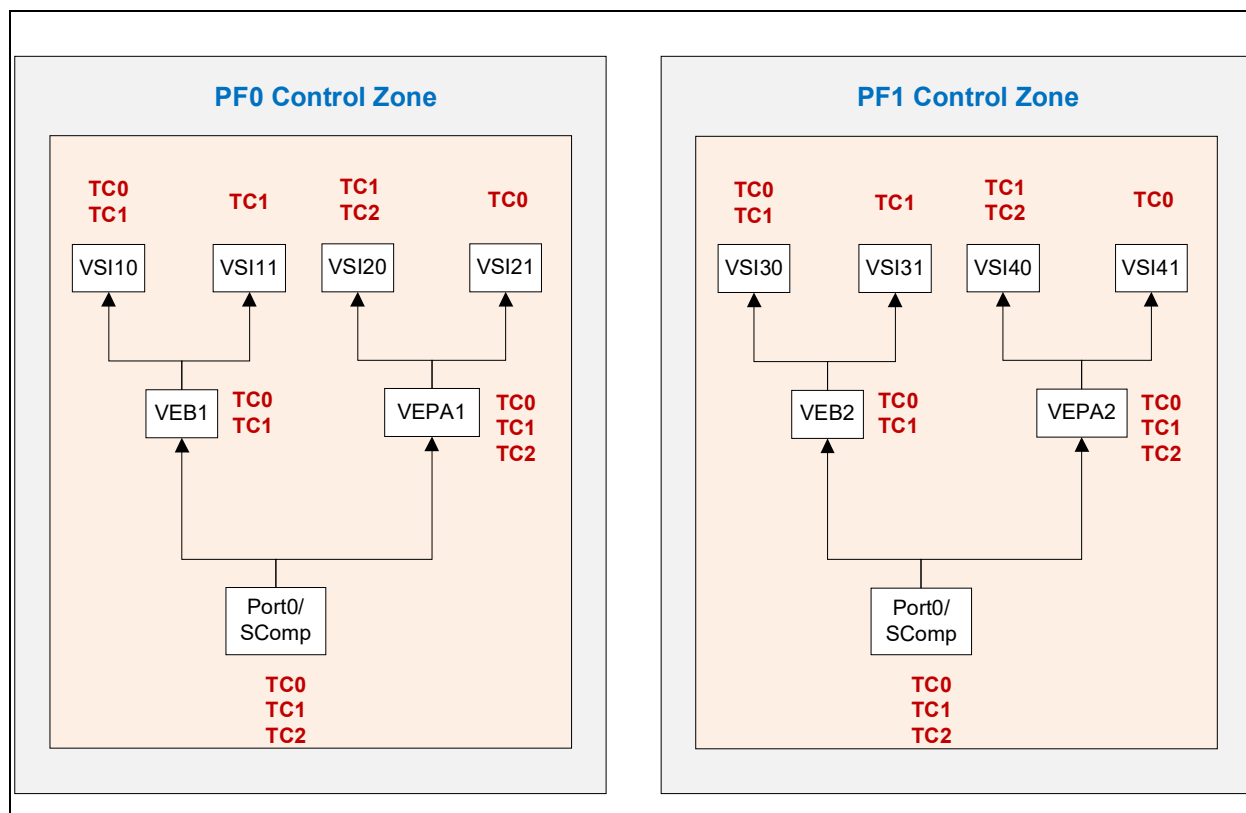 PF0 Control Zone
TC0
TC1
TC1
TC1
TC2
TC0
VSI10
VSI11
VSI20
VSI21
VEB1
TC0
TC1
VEPA1
TC0
TC1
TC2
Port0/
SComp
TC0
TC1
TC2
PF1 Control Zone
TC0
TC1
TC1
TC1
TC2
TC0
VSI30
VSI31
VSI40
VSI41
VEB2
TC0
TC1
VEPA2
TC0
TC1
TC2
Port0/
SComp
TC0
TC1
TC2